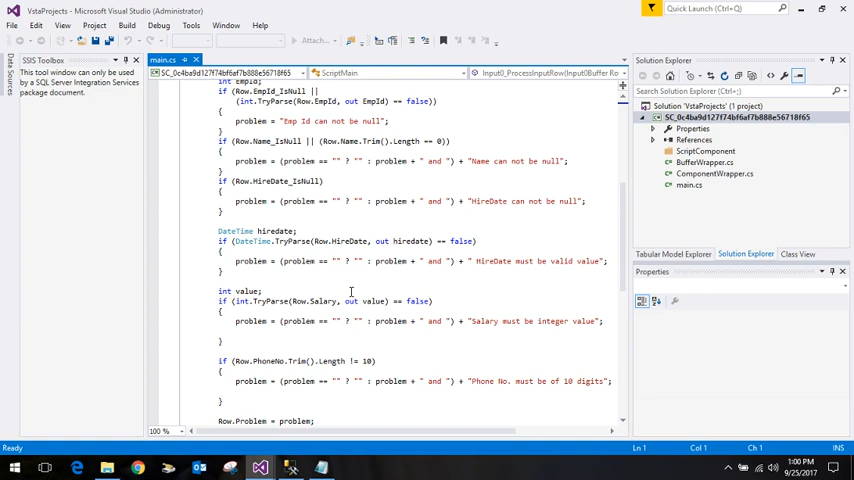 VstaProjects - Microsoft Visual Studio (Administrator)
Quick Launch (Ctrl+Q)
File Edit View Project Build Debug Team Tools Window Help
Attach...
SSIS Toolbox
main.cs
Solution Explorer
Data Sources
This tool window can only be used
by a SQL Server Integration Services
package document.
SC_0c4ba9d127f74bf6af7b888e56718f65
ScriptMain
Input0_ProcessInputRow(Input0Buffer Ro
int EmpId;
if (Row.EmpId_IsNull ||
(int.TryParse(Row.EmpId, out EmpId) == false))
{
problem = "Emp Id can not be null";
}
if (Row.Name_IsNull || (Row.Name.Trim().Length == 0))
{
problem = (problem == "" ? "" : problem + " and ") + "Name can not be null";
}
if (Row.HireDate_IsNull)
{
problem = (problem == "" ? "" : problem + " and ") + "HireDate can not be null";
}
DateTime hiredate;
if (DateTime.TryParse(Row.HireDate, out hiredate) == false)
{
problem = (problem == "" ? "" : problem + " and ") + " HireDate must be valid value";
}
int value;
if (int.TryParse(Row.Salary, out value) == false)
{
problem = (problem == "" ? "" : problem + " and ") + "Salary must be integer value";
}
if (Row.PhoneNo.Trim().Length != 10)
{
problem = (problem == "" ? "" : problem + " and ") + "Phone No. must be of 10 digits";
}
Row.Problem = problem;
100 %
Search Solution Explorer (Ctrl+;)
Solution 'VstaProjects' (1 project)
SC_0c4ba9d127f74bf6af7b888e56718f65
Properties
References
ScriptComponent
BufferWrapper.cs
ComponentWrapper.cs
main.cs
Tabular Model Explorer Solution Explorer Class View
Properties
Ready
Ln 1 Col 1 Ch 1 INS
1:00 PM
9/25/2017